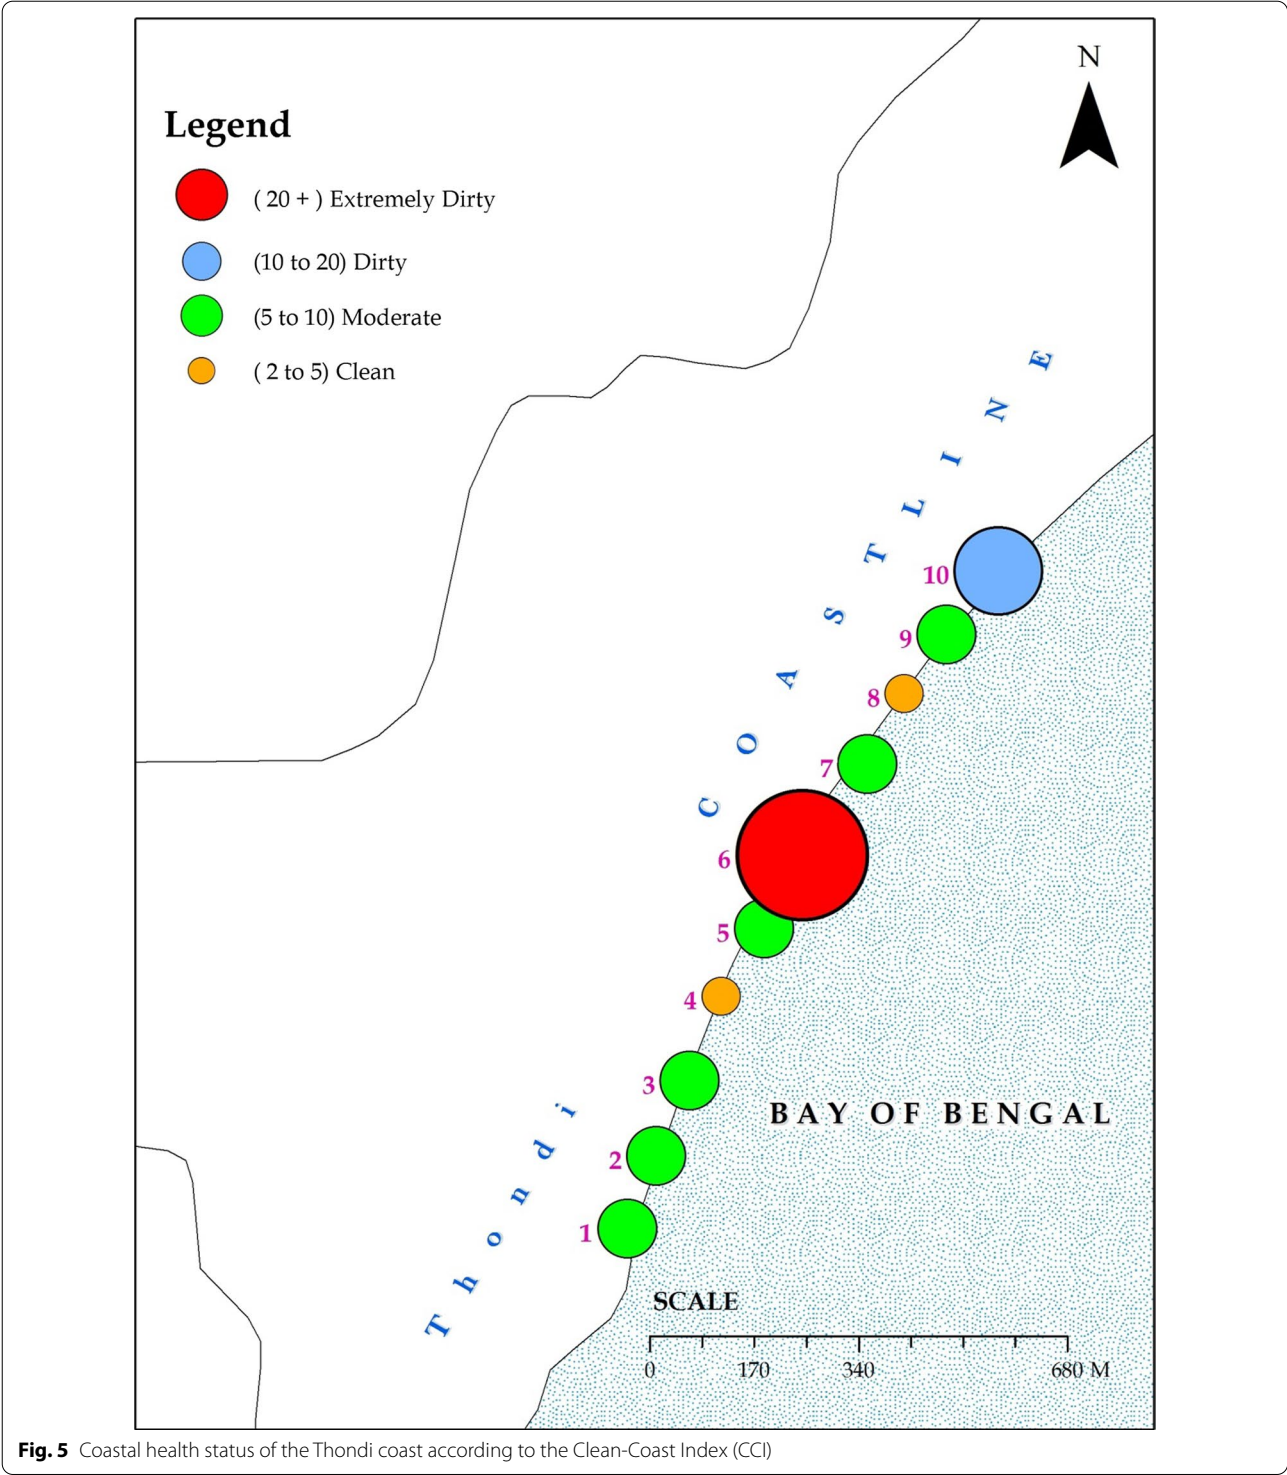 N
Legend
( 20 + ) Extremely Dirty
(10 to 20) Dirty
(5 to 10) Moderate
( 2 to 5) Clean
Thondi COASTLINE
10
9
8
7
6
5
4
3
2
1
BAY OF BENGAL
SCALE
0 170 340 680 M
Fig. 5 Coastal health status of the Thondi coast according to the Clean-Coast Index (CCI)